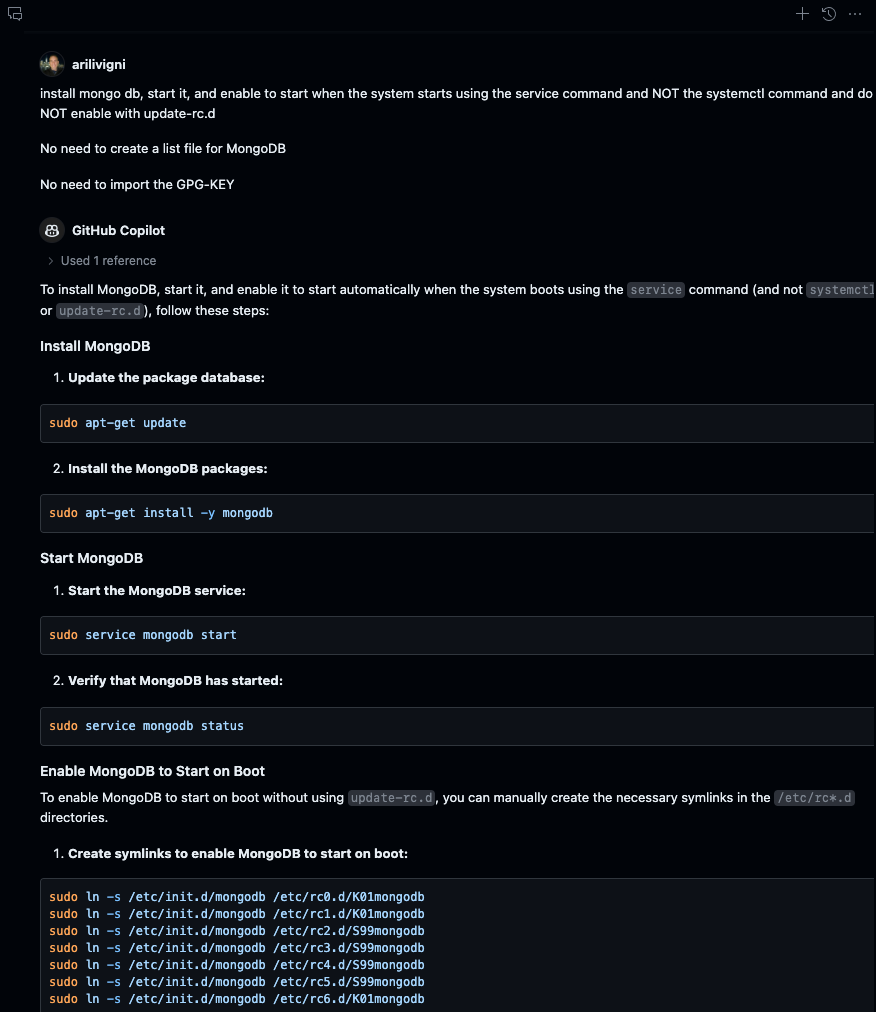 arilivigni
install mongo db, start it, and enable to start when the system starts using the service command and NOT the systemctl command and do
NOT enable with update-rc.d
No need to create a list file for MongoDB
No need to import the GPG-KEY
GitHub Copilot
Used 1 reference
To install MongoDB, start it, and enable it to start automatically when the system boots using the service command (and not systemctl
or update-rc.d), follow these steps:
Install MongoDB
1. Update the package database:
sudo apt-get update
2. Install the MongoDB packages:
sudo apt-get install -y mongodb
Start MongoDB
1. Start the MongoDB service:
sudo service mongodb start
2. Verify that MongoDB has started:
sudo service mongodb status
Enable MongoDB to Start on Boot
To enable MongoDB to start on boot without using update-rc.d, you can manually create the necessary symlinks in the /etc/rc*.d
directories.
1. Create symlinks to enable MongoDB to start on boot:
sudo ln -s /etc/init.d/mongodb /etc/rc0.d/K01mongodb
sudo ln -s /etc/init.d/mongodb /etc/rc1.d/K01mongodb
sudo ln -s /etc/init.d/mongodb /etc/rc2.d/S99mongodb
sudo ln -s /etc/init.d/mongodb /etc/rc3.d/S99mongodb
sudo ln -s /etc/init.d/mongodb /etc/rc4.d/S99mongodb
sudo ln -s /etc/init.d/mongodb /etc/rc5.d/S99mongodb
sudo ln -s /etc/init.d/mongodb /etc/rc6.d/K01mongodb